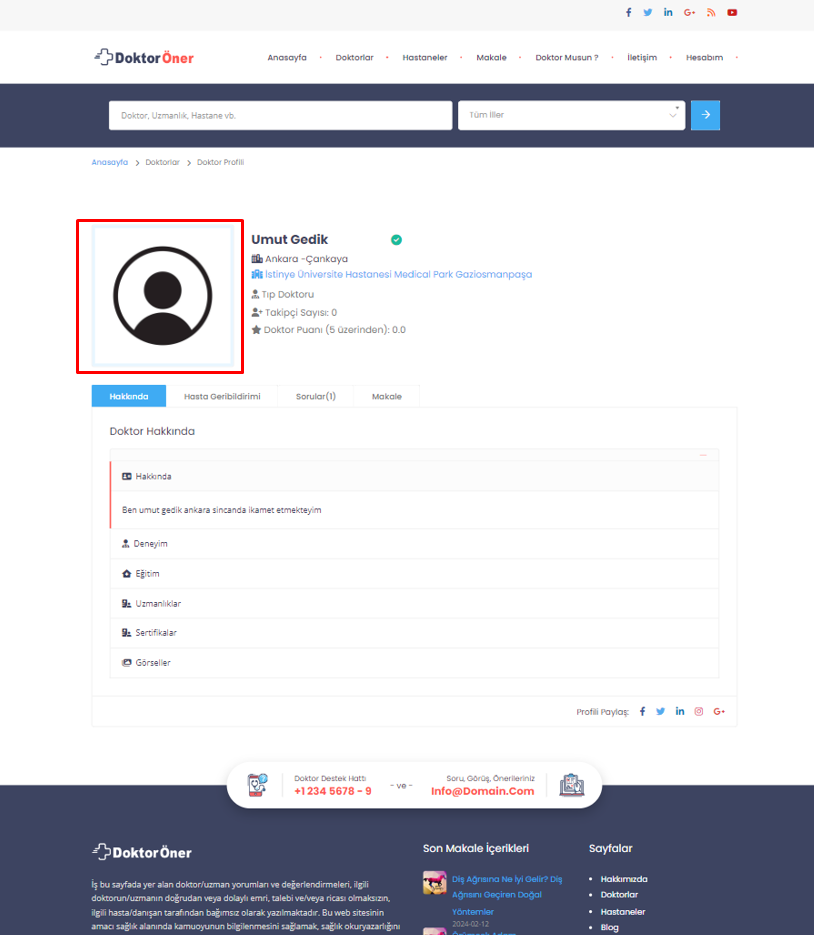 DoktorÖner
Anasayfa
Doktorlar
Hastaneler
Makale
Doktor Musun ?
İletişim
Hesabım
Doktor, Uzmanlık, Hastane vb.
Tüm İller
Anasayfa > Doktorlar > Doktor Profili
Umut Gedik
Ankara -Çankaya
İstinye Üniversite Hastanesi Medical Park Gaziosmanpaşa
Tıp Doktoru
Takipçi Sayısı: 0
Doktor Puanı (5 üzerinden): 0.0
Hakkında
Hasta Geribildirimi
Sorular(1)
Makale
Doktor Hakkında
Hakkında
Ben umut gedik ankara sincanda ikamet etmekteyim
Deneyim
Eğitim
Uzmanlıklar
Sertifikalar
Görseller
Profili Paylaş:
Doktor Destek Hattı
+1 234 5678 - 9
- ve -
Soru, Görüş, Önerileriniz
Info@Domain.Com
DoktorÖner
İş bu sayfada yer alan doktor/uzman yorumları ve değerlendirmeleri, ilgili
doktorun/uzmanın doğrudan veya dolaylı emri, talebi ve/veya ricası olmaksızın,
ilgili hasta/danışan tarafından bağımsız olarak yazılmaktadır. Bu web sitesinin
amacı sağlık alanında kamuoyunun bilgilenmesini sağlamak, sağlık okuryazarlığını
Son Makale İçerikleri
Diş Ağrısına Ne İyi Gelir? Diş
Ağrısını Geçiren Doğal
Yöntemler
2024-02-12
Sayfalar
Hakkımızda
Doktorlar
Hastaneler
Blog